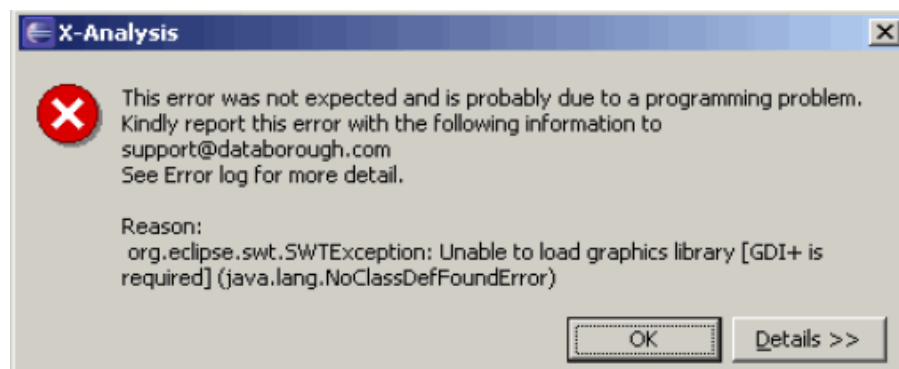 X-Analysis
This error was not expected and is probably due to a programming problem.
Kindly report this error with the following information to
support@databorough.com
See Error log for more detail.
Reason:
org.eclipse.swt.SWTException: Unable to load graphics library [GDI+ is
required] (java.lang.NoClassDefFoundError)
OK
Details >>